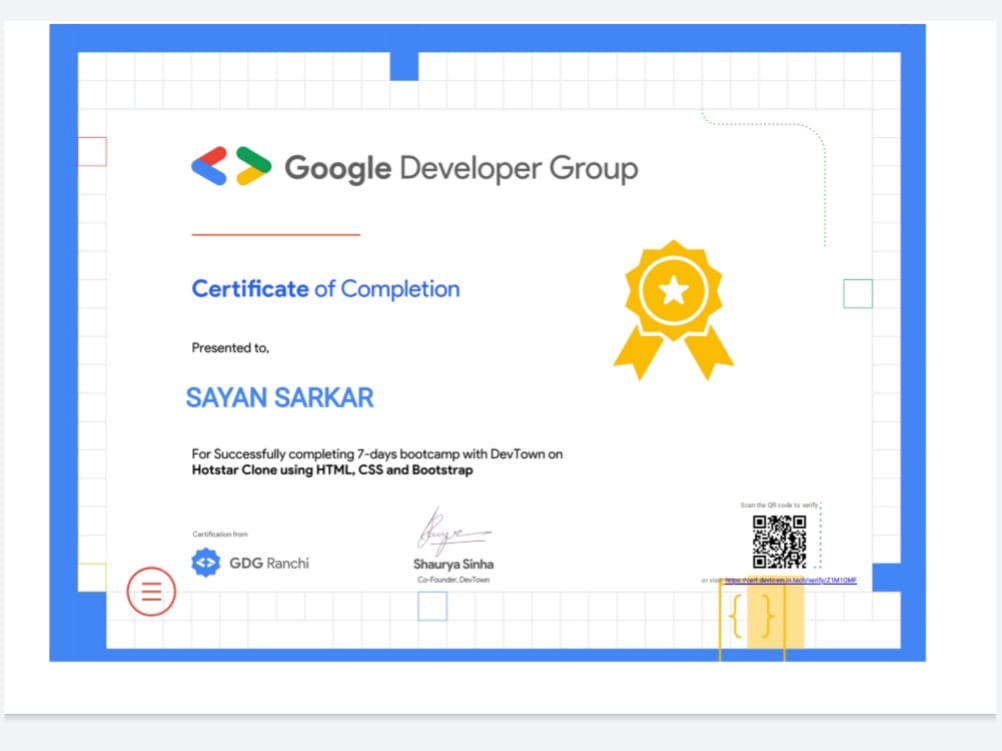 Google Developer Group
Certificate of Completion
Presented to,
SAYAN SARKAR
For Successfully completing 7-days bootcamp with DevTown on
Hotstar Clone using HTML, CSS and Bootstrap
Scan the QR code to verify
Certification from
GDG Ranchi
Shaurya Sinha
Co-Founder, DevTown
or visit https://cert.devtown.in.tech/verify/Z1M1OMF
{ }